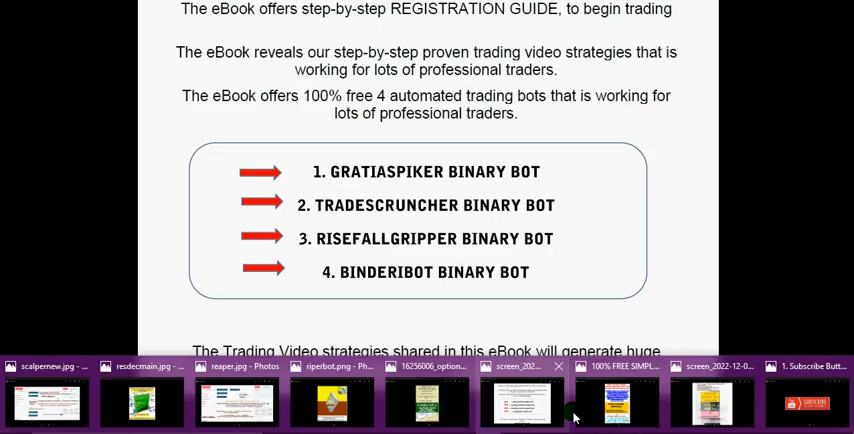 The eBook offers step-by-step REGISTRATION GUIDE, to begin trading
The eBook reveals our step-by-step proven trading video strategies that is
working for lots of professional traders.
The eBook offers 100% free 4 automated trading bots that is working for
lots of professional traders.
1. GRATIASPIKER BINARY BOT
2. TRADESCRUNCHER BINARY BOT
3. RISEFALLGRIPPER BINARY BOT
4. BINDERIBOT BINARY BOT
The Trading Video strategies shared in this eBook will generate huge
scalpernew.jpg - ...
resdecrmain.jpg - ...
reaper.jpg - Photos
riperbot.png - Ph...
16256006_option...
screen_202...
100% FREE SIMPL...
screen_2022-12-0...
1. Subscribe Butt...
SUBSCRIBE